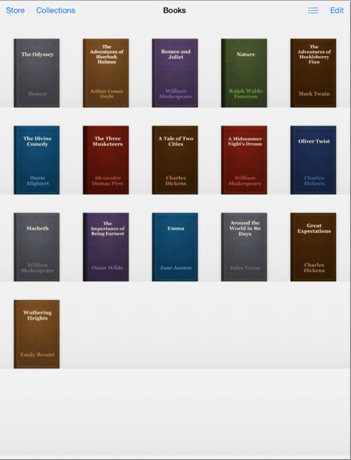 Store Collections Books Edit
The Odyssey
Homer
The
Adventures of
Sherlock
Holmes
Arthur Conan
Doyle
Romeo and
Juliet
William
Shakespeare
Nature
Ralph Waldo
Emerson
The
Adventures of
Huckleberry
Finn
Mark Twain
The Divine
Comedy
Dante
Alighieri
The Three
Musketeers
Alexandre
Dumas Père
A Tale of Two
Cities
Charles
Dickens
A Midsummer
Night's Dream
William
Shakespeare
Oliver Twist
Charles
Dickens
Macbeth
William
Shakespeare
The
Importance of
Being Earnest
Oscar Wilde
Emma
Jane Austen
Around the
World in 80
Days
Jules Verne
Great
Expectations
Charles
Dickens
Wuthering
Heights
Emily Brontë